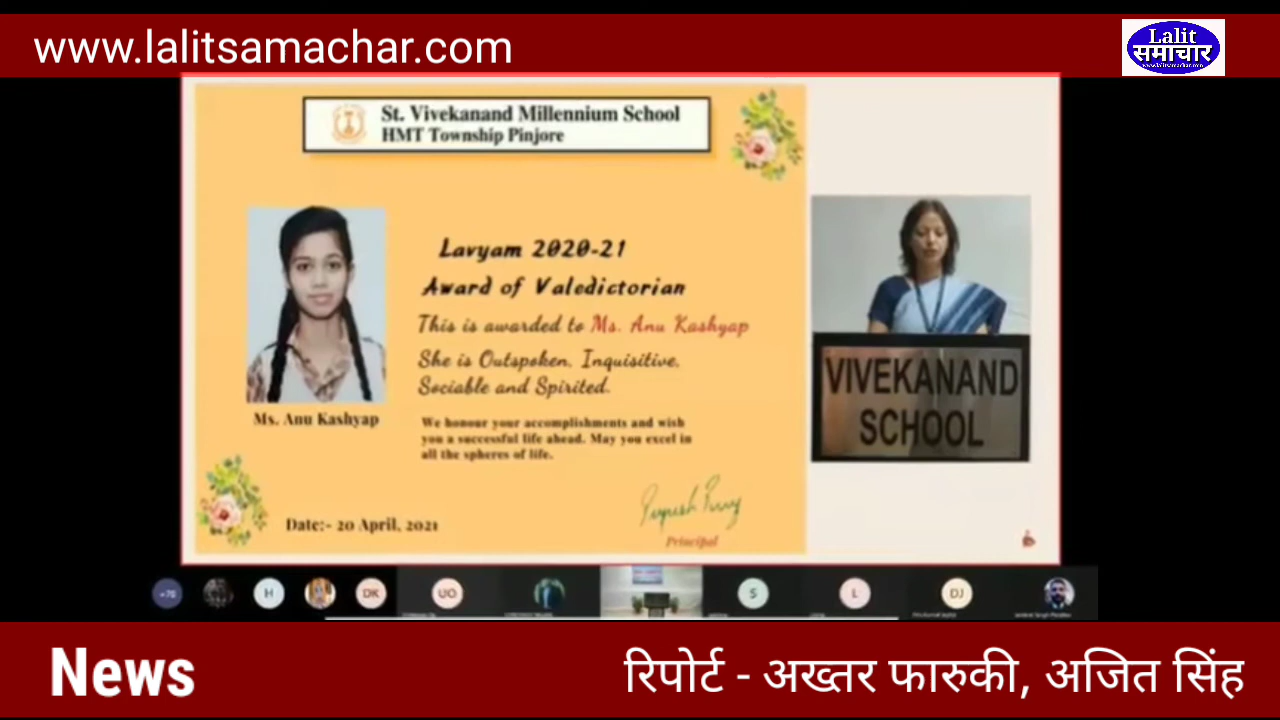 www.lalitsamachar.com
Lalit
समाचार
www.lalitsamachar.com
St. Vivekanand Millennium School
HMT Township Pinjore
Lavyam 2020-21
Award of Valedictorian
This is awarded to Ms. Anu Kashyap
She is Outspoken, Inquisitive,
Sociable and Spirited.
Ms. Anu Kashyap
We honour your accomplishments and wish
you a successful life ahead. May you excel in
all the spheres of life.
Date:- 20 April, 2021
Principal
VIVEKANAND
SCHOOL
+75
H
DK
UO
S
L
DJ
News
रिपोर्ट - अख्तर फारुकी, अजित सिंह